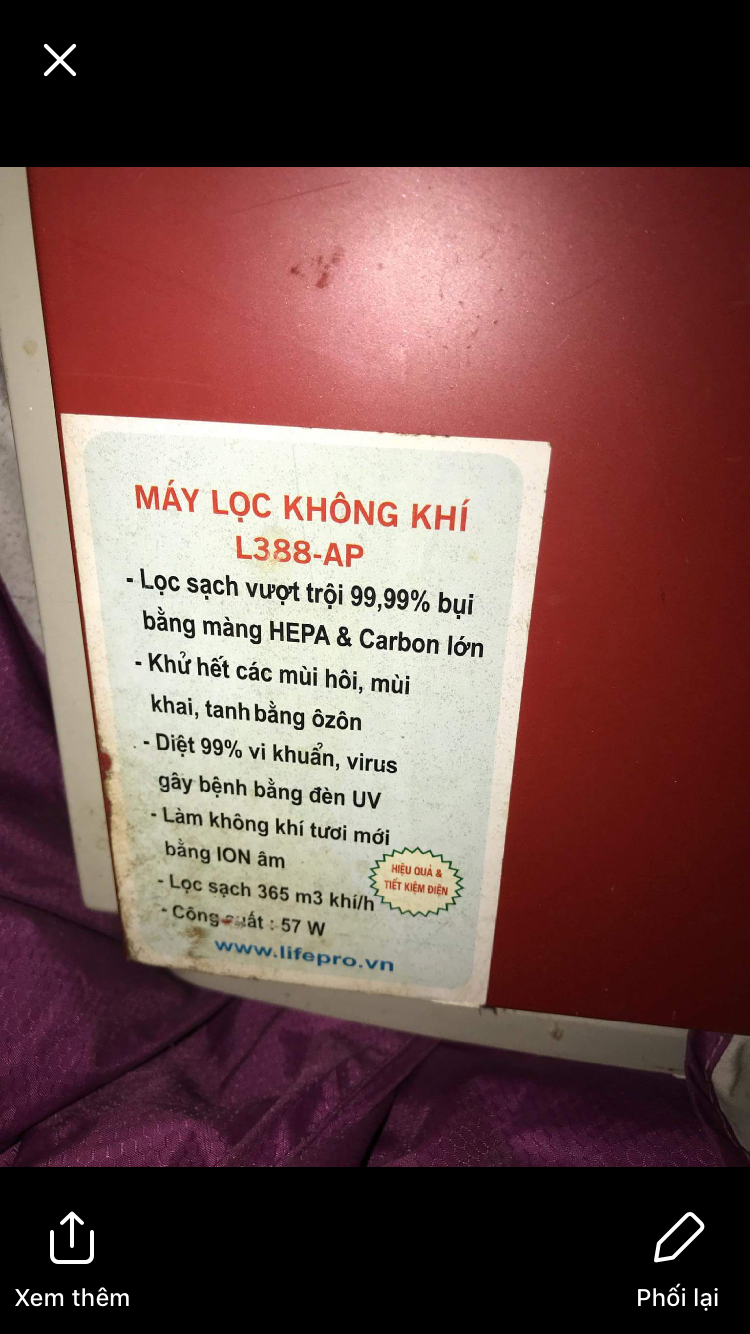 MÁY LỌC KHÔNG KHÍ
L388-AP
- Lọc sạch vượt trội 99,99% bụi
bằng màng HEPA & Carbon lớn
- Khử hết các mùi hôi, mùi
khai, tanh bằng ôzôn
- Diệt 99% vi khuẩn, virus
gây bệnh bằng đèn UV
- Làm không khí tươi mới
bằng ION âm
- Lọc sạch 365 m3 khí/h
HIỆU QUẢ &
TIẾT KIỆM ĐIỆN
- Công suất : 57 W
www.lifepro.vn
Xem thêm
Phối lại